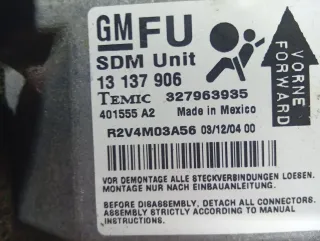 GM FU
SDM Unit
13 137 906
TEMIC 327963935
401555 A2 Made in Mexico
R2V4M03A56 03/12/04 00
VORNE
FORWARD
VOR DEMONTAGE ALLE STECKVERBINDUNGEN LOESEN.
MONTAGE NUR NACH EINBAUANLEITUNG.
BEFORE DISASSEMBLY, DETACH ALL CONNECTORS.
ASSEMBLY STRICTLY ACCORDING TO MANUAL
INSTRUCTIONS.